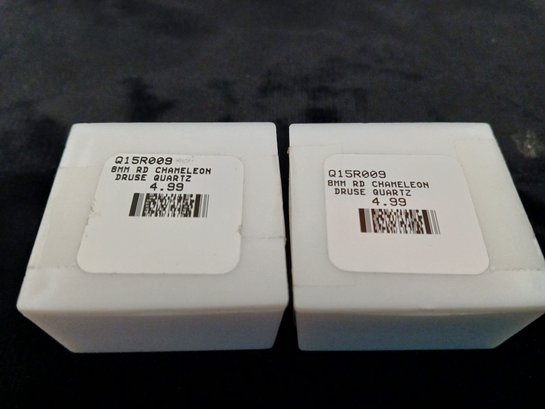 Q15R009
8MM RD CHAMELEON
DRUSE QUARTZ
4.99
Q15R009
8MM RD CHAMELEON
DRUSE QUARTZ
4.99